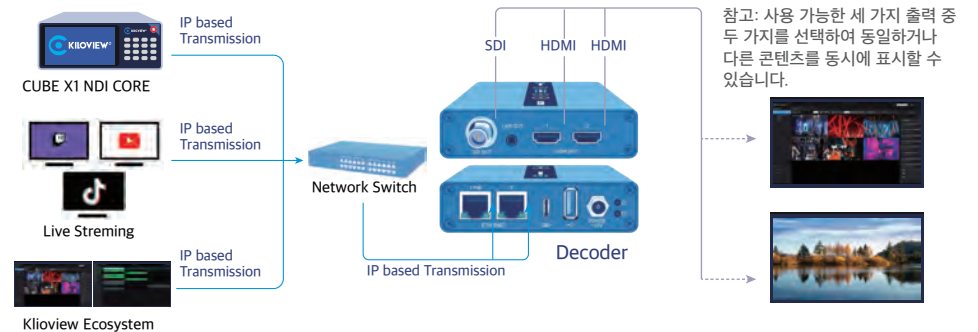 IP based
Transmission
KILOVIEW
CUBE X1 NDI CORE
IP based
Transmission
Live Streming
IP based
Transmission
Klioview Ecosystem
Network Switch
IP based Transmission
SDI
HDMI
HDMI
Decoder
참고: 사용 가능한 세 가지 출력 중
두 가지를 선택하여 동일하거나
다른 콘텐츠를 동시에 표시할 수
있습니다.